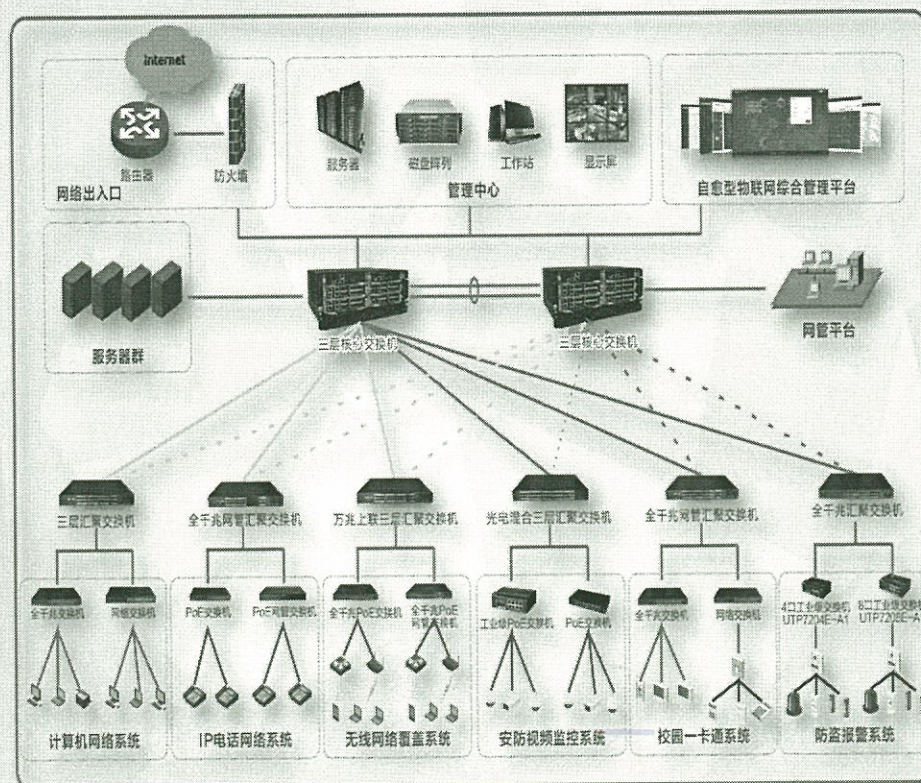 Internet
路由器
防火墙
网络出入口
服务器
磁盘阵列
工作站
显示屏
管理中心
自愈型物联网综合管理平台
服务器群
三层核心交换机
三层核心交换机
网管平台
三层汇聚交换机
全千兆网管汇聚交换机
万兆上联三层汇聚交换机
光电混合三层汇聚交换机
全千兆网管汇聚交换机
全千兆汇聚交换机
全千兆交换机
网络交换机
PoE交换机
PoE网管交换机
全千兆PoE交换机
全千兆PoE
网管交换机
工业级PoE交换机
PoE交换机
全千兆交换机
网络交换机
4口工业级交换机
UTP7204E-A1
8口工业级交换机
UTP7208E-A1
计算机网络系统
IP电话网络系统
无线网络覆盖系统
安防视频监控系统
校园一卡通系统
防盗报警系统